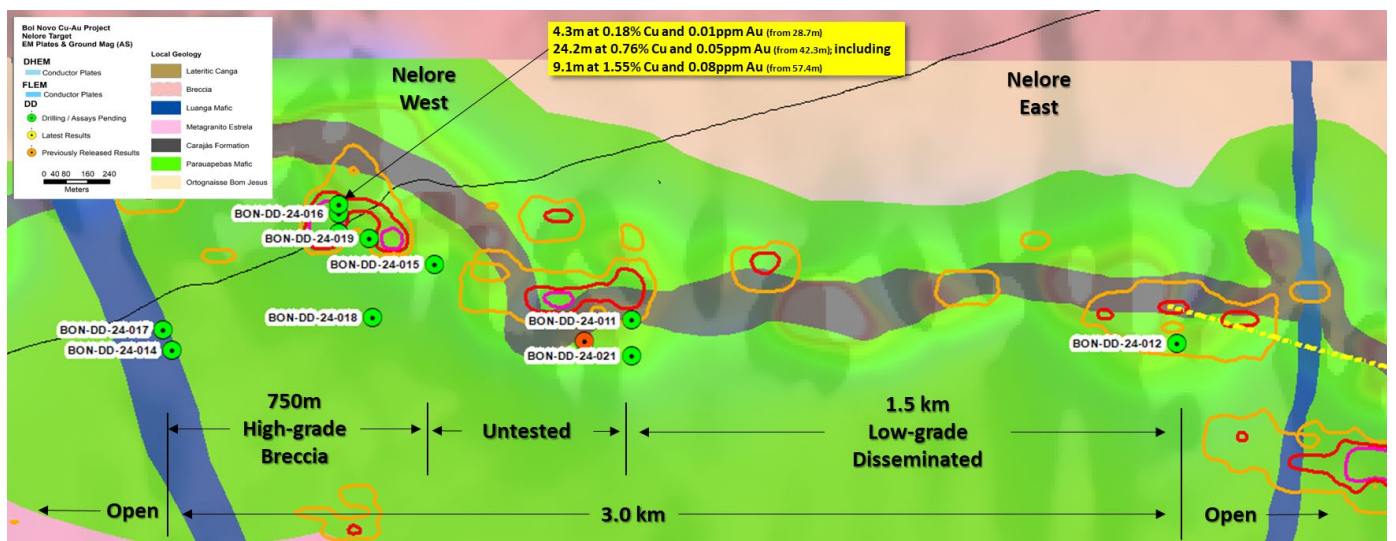 Boi Novo Cu-Au Project
Nelore Target
EM Plates & Ground Mag (AS)
DHEM
Conductor Plates
FLEM
Conductor Plates
DD
Drilling / Assays Pending
Latest Results
Previously Released Results
0 40 80 160 240
Meters
Local Geology
Lateritic Canga
Breccia
Luanga Mafic
Metagranito Estrela
Carajás Formation
Parauapebas Mafic
Ortognaisse Bom Jesus
4.3m at 0.18% Cu and 0.01ppm Au (from 28.7m)
24.2m at 0.76% Cu and 0.05ppm Au (from 42.3m); including
9.1m at 1.55% Cu and 0.08ppm Au (from 57.4m)
Nelore
West
Nelore
East
BON-DD-24-016
BON-DD-24-019
BON-DD-24-015
BON-DD-24-018
BON-DD-24-011
BON-DD-24-017
BON-DD-24-014
BON-DD-24-021
BON-DD-24-012
750m
High-grade
Breccia
Untested
1.5 km
Low-grade
Disseminated
Open
3.0 km
Open